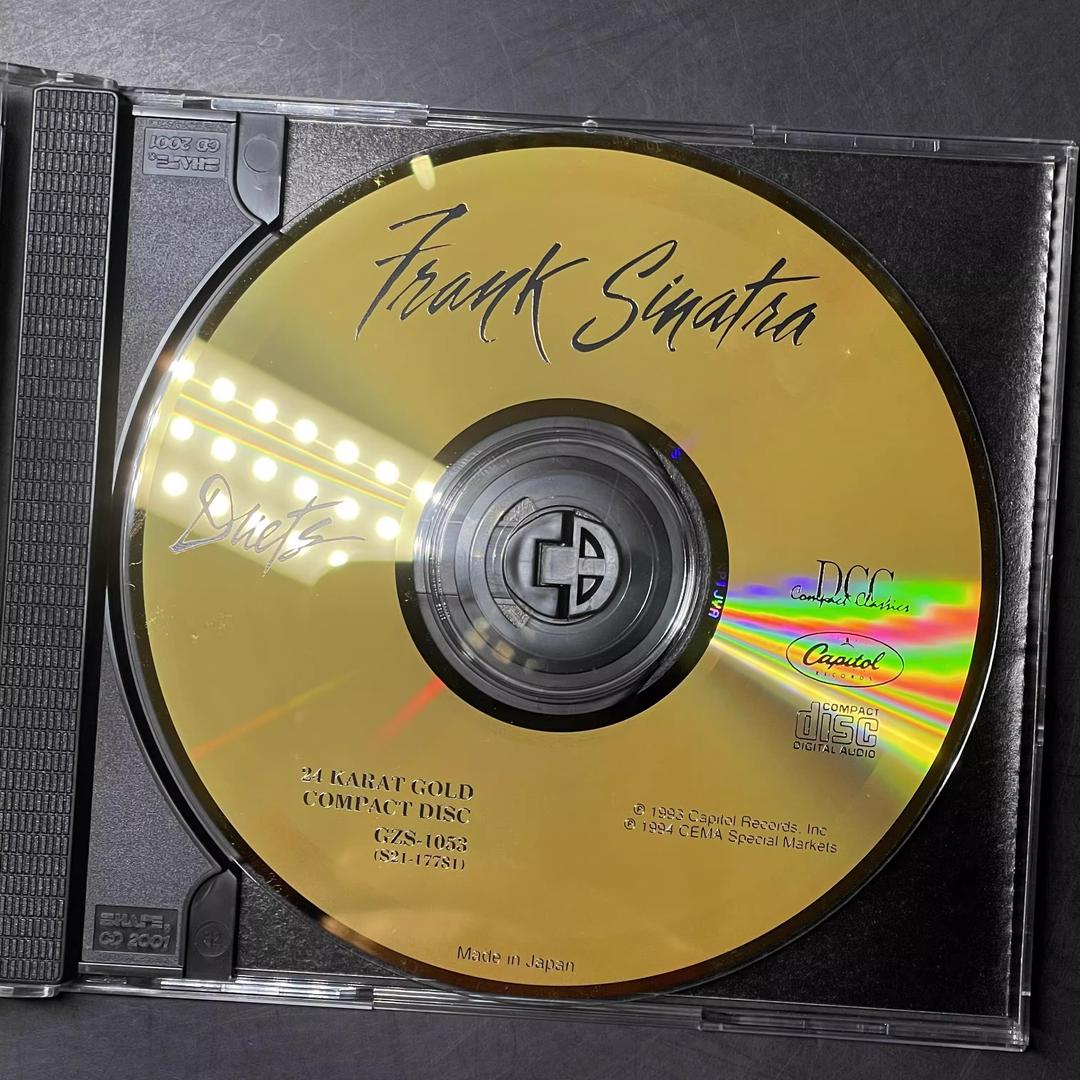 SHAPE
CD 2001
Frank Sinatra
Duets
DCC
Compact Classics
Capitol
RECORDS
COMPACT
disc
DIGITAL AUDIO
24 KARAT GOLD
COMPACT DISC
GZS-1053
(S21-17781)
℗ 1993 Capitol Records, Inc.
℗ 1994 CEMA Special Markets
Made in Japan
SHAPE
CD 2001